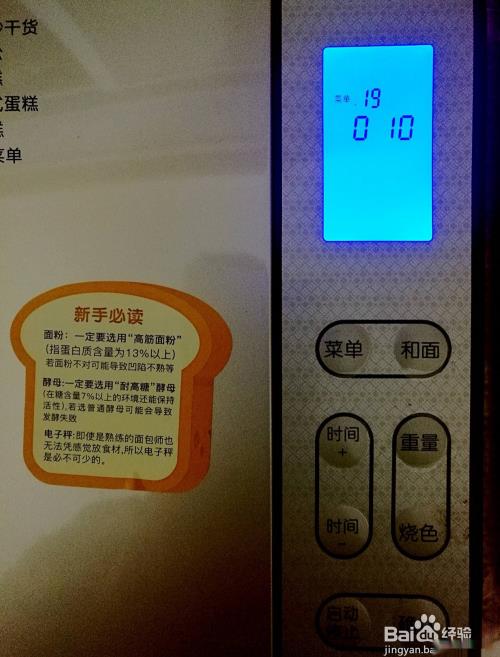 干货
式蛋糕
菜单
菜单 19
0 10
新手必读
面粉：一定要选用“高筋面粉”
(指蛋白质含量为13%以上)
若面粉不对可能导致凹陷不熟等
酵母:一定要选用“耐高糖”酵母
(在糖含量7%以上的环境还能保持
活性),若选普通酵母可能会导致
发酵失败
电子秤:即使是熟练的面包师也
无法凭感觉放食材,所以电子秤
是必不可少的。
菜单
和面
时间
+
重量
时间
-
烧色
启动
停止
Baidu 经验
jingyan.ba